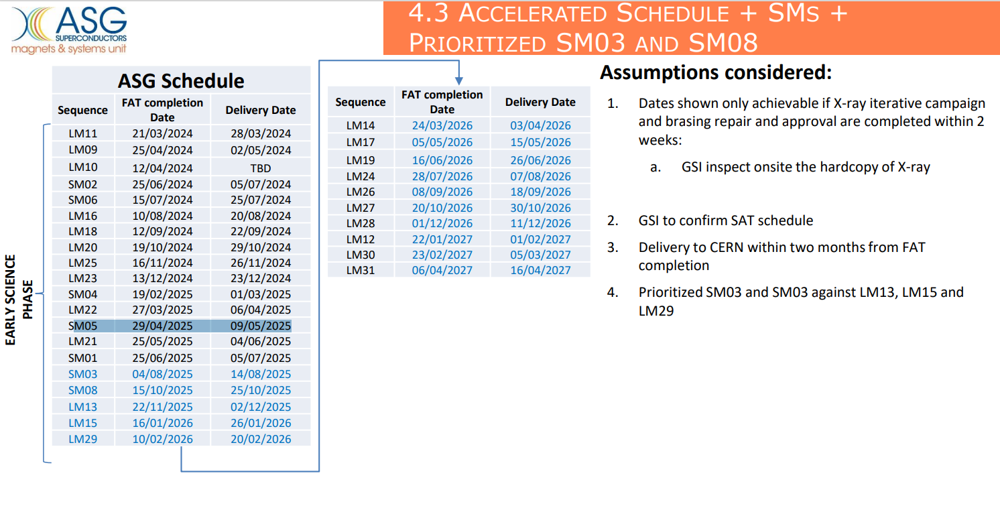 ASG
SUPERCONDUCTORS
magnets & systems unit
4.3 ACCELERATED SCHEDULE + SMS +
PRIORITIZED SM03 AND SM08
ASG Schedule
Sequence FAT completion Date Delivery Date
LM11 21/03/2024 28/03/2024
LM09 25/04/2024 02/05/2024
LM10 12/04/2024 TBD
SM02 25/06/2024 05/07/2024
SM06 15/07/2024 25/07/2024
LM16 10/08/2024 20/08/2024
LM18 12/09/2024 22/09/2024
LM20 19/10/2024 29/10/2024
LM25 16/11/2024 26/11/2024
LM23 13/12/2024 23/12/2024
SM04 19/02/2025 01/03/2025
LM22 27/03/2025 06/04/2025
SM05 29/04/2025 09/05/2025
LM21 25/05/2025 04/06/2025
SM01 25/06/2025 05/07/2025
SM03 04/08/2025 14/08/2025
SM08 15/10/2025 25/10/2025
LM13 22/11/2025 02/12/2025
LM15 16/01/2026 26/01/2026
LM29 10/02/2026 20/02/2026
EARLY SCIENCE
PHASE
Sequence FAT completion Date Delivery Date
LM14 24/03/2026 03/04/2026
LM17 05/05/2026 15/05/2026
LM19 16/06/2026 26/06/2026
LM24 28/07/2026 07/08/2026
LM26 08/09/2026 18/09/2026
LM27 20/10/2026 30/10/2026
LM28 01/12/2026 11/12/2026
LM12 22/01/2027 01/02/2027
LM30 23/02/2027 05/03/2027
LM31 06/04/2027 16/04/2027
Assumptions considered:
1. Dates shown only achievable if X-ray iterative campaign
and brasing repair and approval are completed within 2
weeks:
a. GSI inspect onsite the hardcopy of X-ray
2. GSI to confirm SAT schedule
3. Delivery to CERN within two months from FAT
completion
4. Prioritized SM03 and SM03 against LM13, LM15 and
LM29